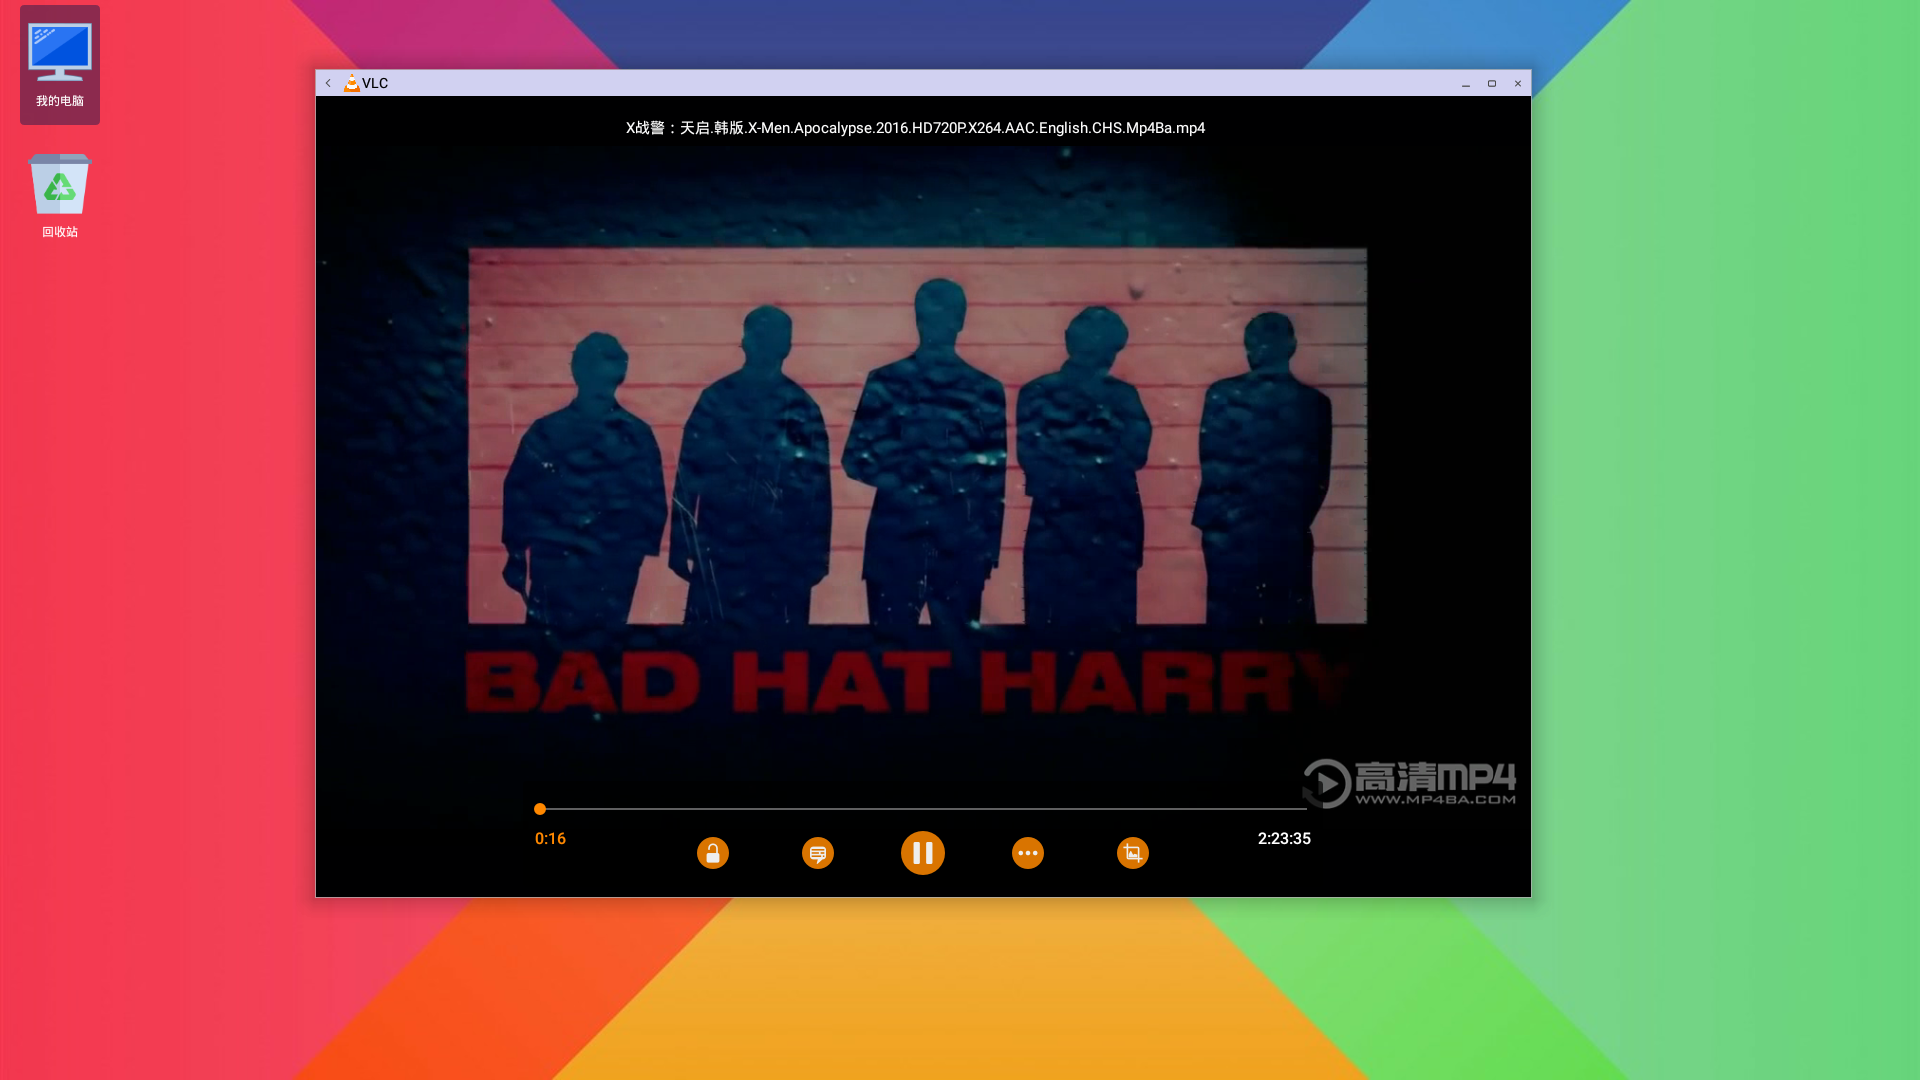 我的电脑
回收站
VLC
X战警：天启.韩版.X-Men.Apocalypse.2016.HD720P.X264.AAC.English.CHS.Mp4Ba.mp4
BAD HAT HARRY
高清MP4
WWW.MP4BA.COM
0:16
2:23:35